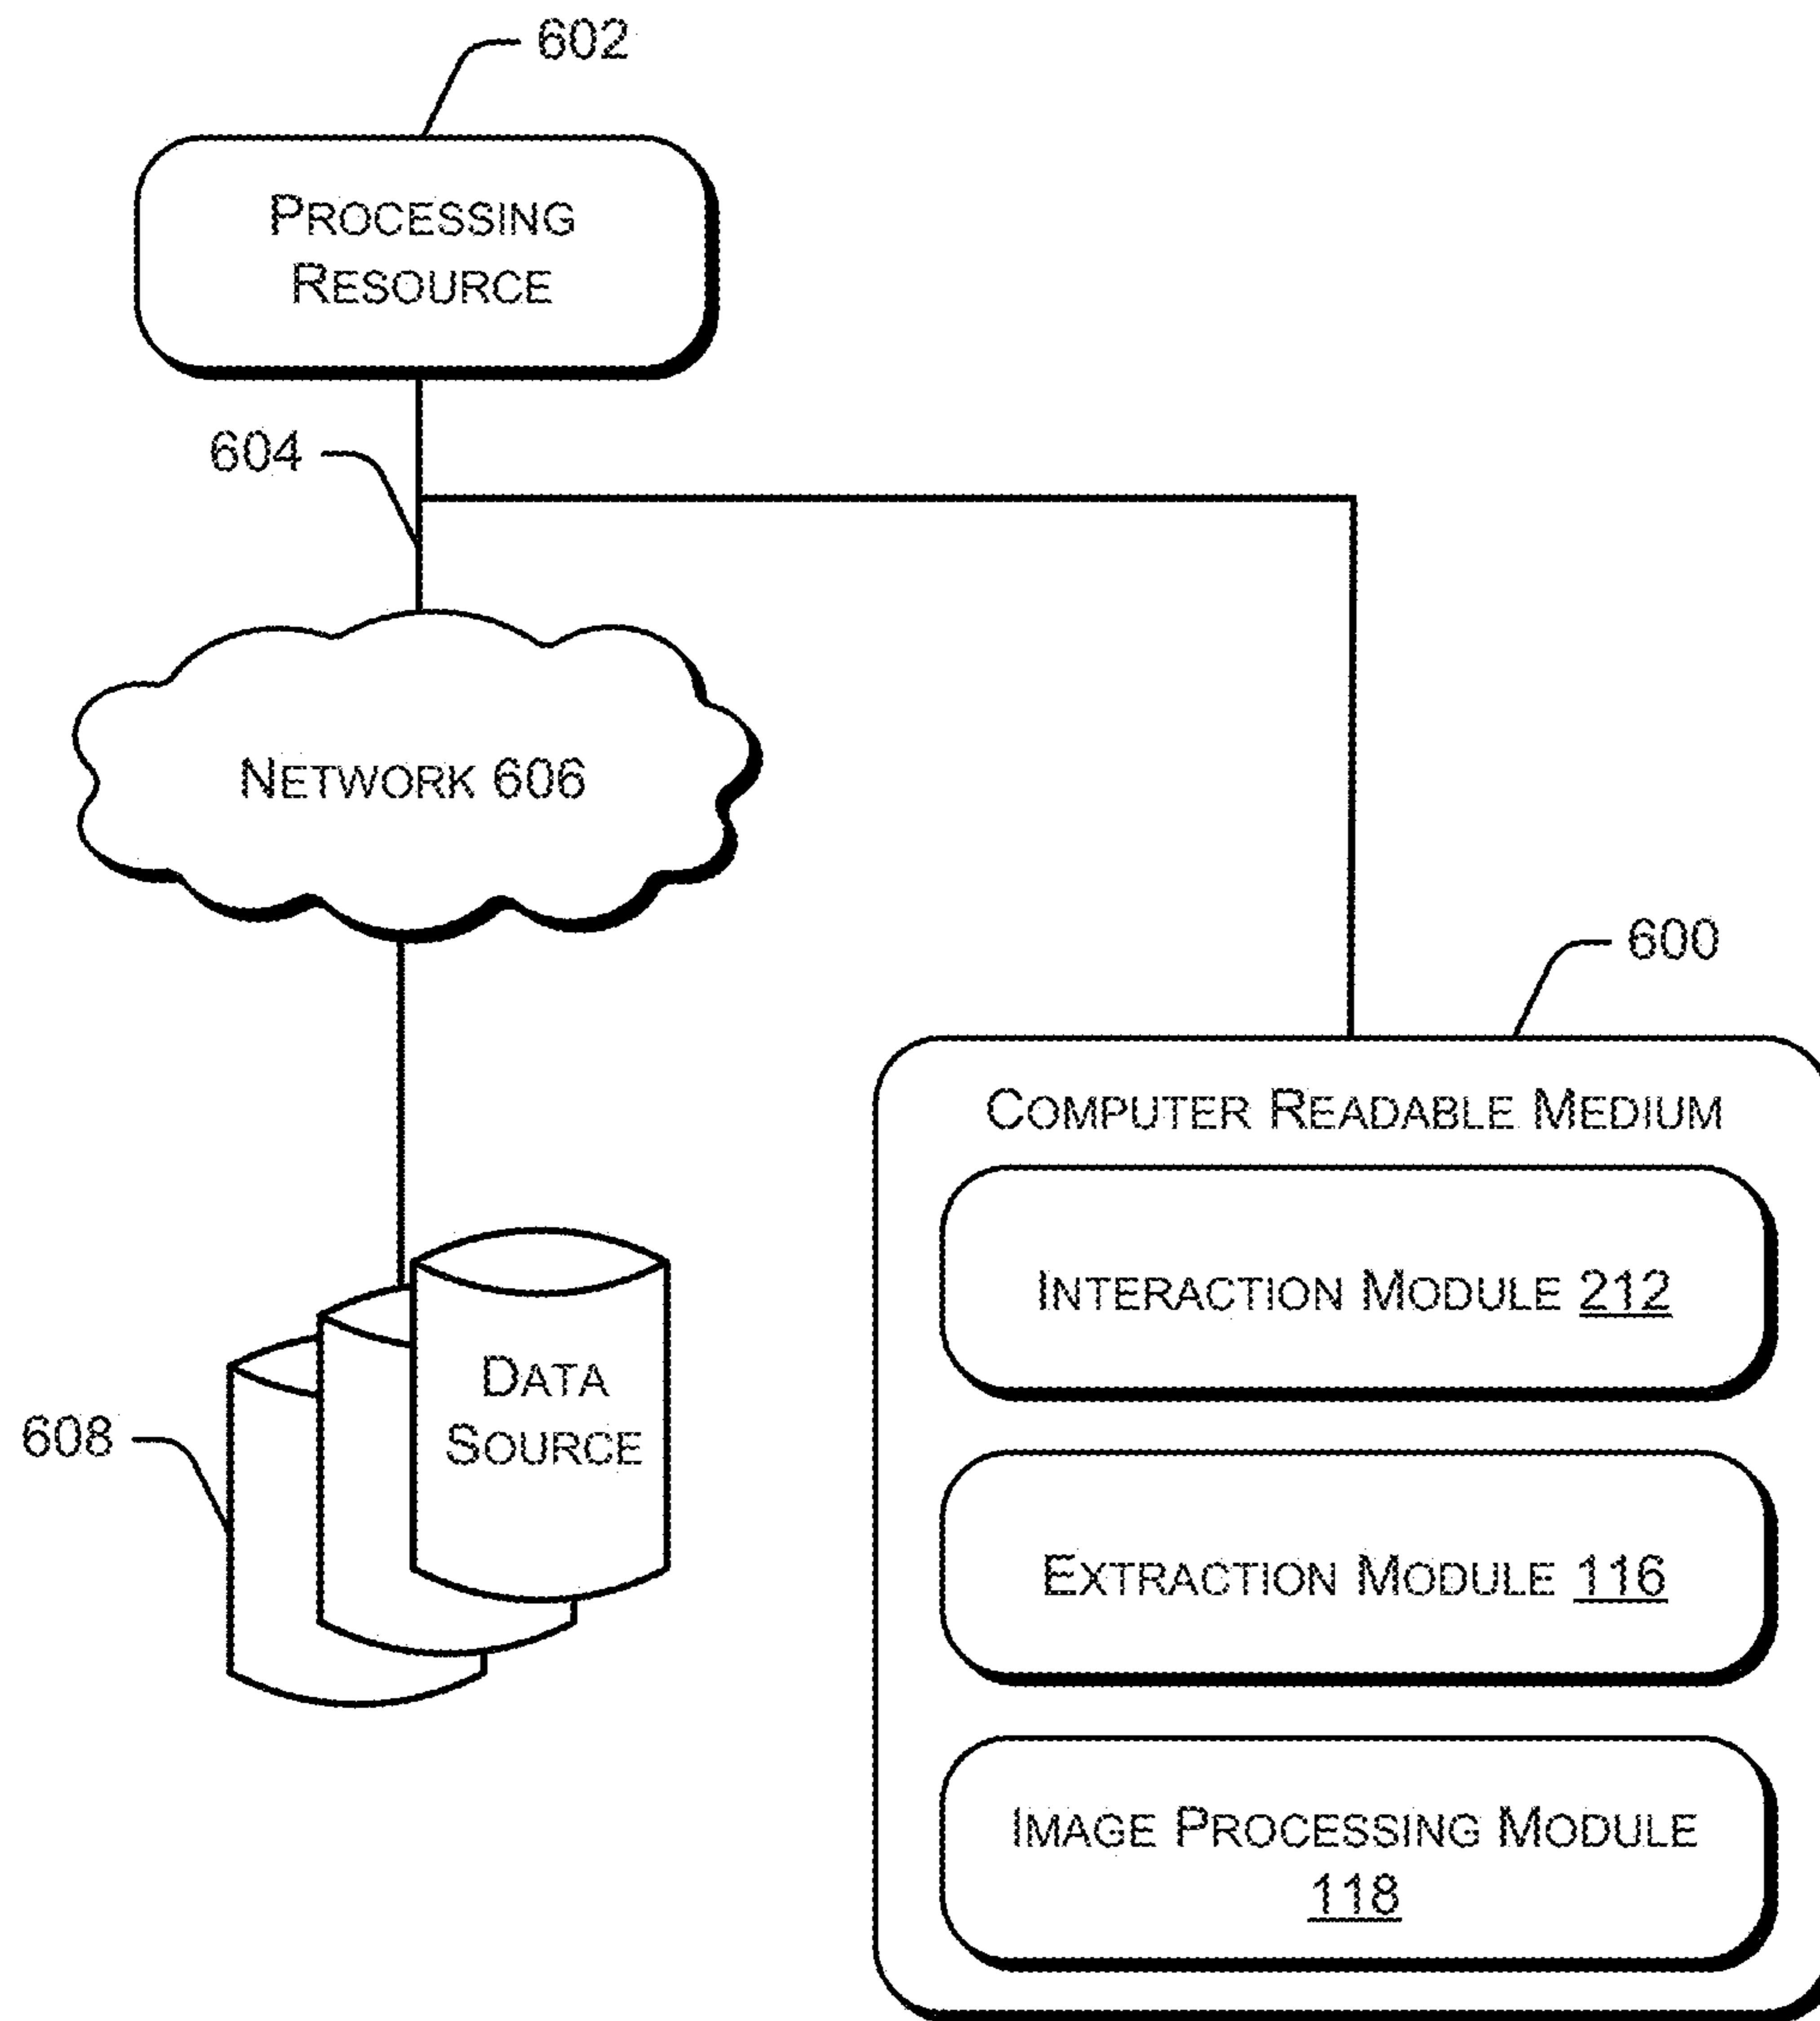 602
PROCESSING
RESOURCE
604
NETWORK 606
600
COMPUTER READABLE MEDIUM
INTERACTION MODULE 212
DATA
SOURCE
608
EXTRACTION MODULE 116
IMAGE PROCESSING MODULE
118